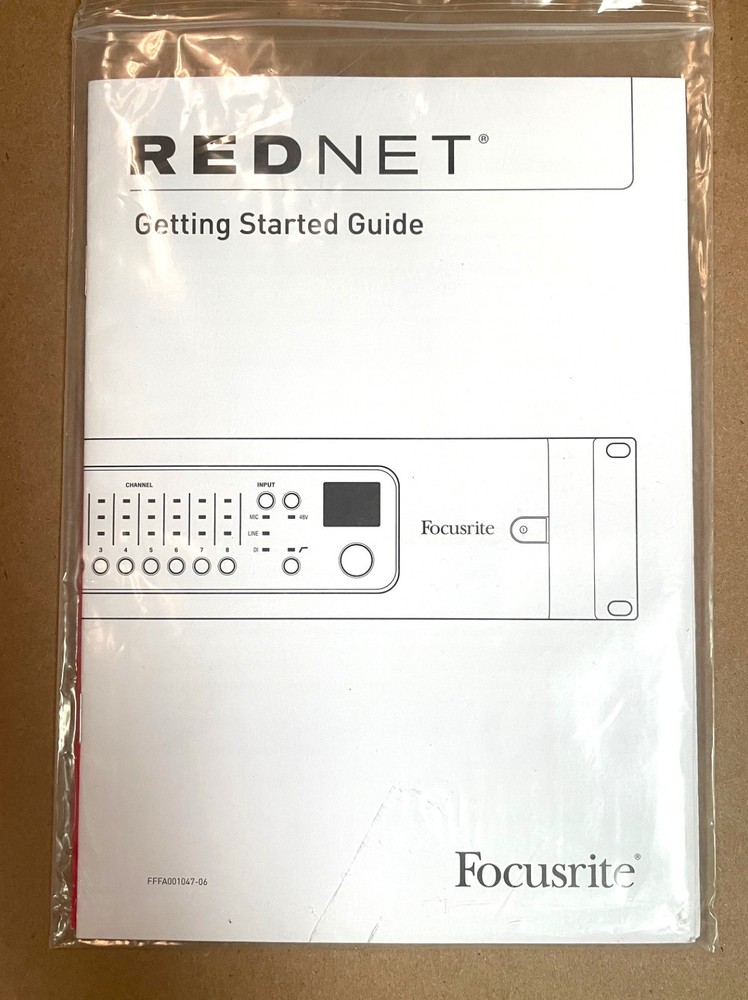 REDNET®
Getting Started Guide
CHANNEL INPUT
MIC 48V
LINE
3 4 5 6 7 8 DI
Focusrite
FFFA001047-06
Focusrite®